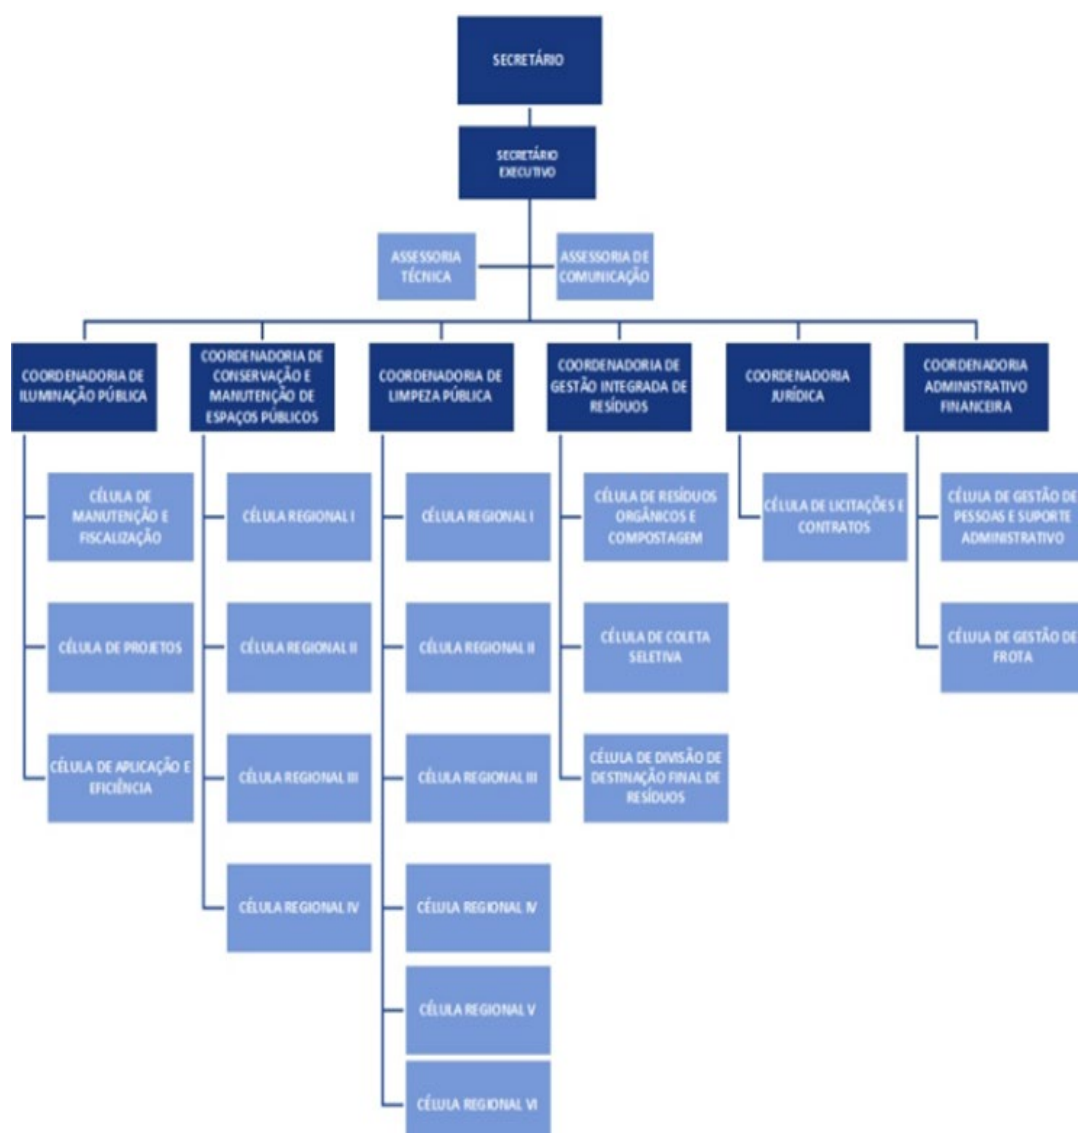 SECRETÁRIO
SECRETÁRIO
EXECUTIVO
ASSESSORIA
TÉCNICA
ASSESSORIA DE
COMUNICAÇÃO
COORDENADORIA DE
ILUMINAÇÃO PÚBLICA
COORDENADORIA DE
CONSERVAÇÃO E
MANUTENÇÃO DE
ESPAÇOS PÚBLICOS
COORDENADORIA DE
LIMPEZA PÚBLICA
COORDENADORIA DE
GESTÃO INTEGRADA DE
RESÍDUOS
COORDENADORIA
JURÍDICA
COORDENADORIA
ADMINISTRATIVO
FINANCEIRA
CÉLULA DE
MANUTENÇÃO E
FISCALIZAÇÃO
CÉLULA REGIONAL I
CÉLULA REGIONAL I
CÉLULA DE RESÍDUOS
ORGÂNICOS E
COMPOSTAGEM
CÉLULA DE LICITAÇÕES E
CONTRATOS
CÉLULA DE GESTÃO DE
PESSOAS E SUPORTE
ADMINISTRATIVO
CÉLULA DE PROJETOS
CÉLULA REGIONAL II
CÉLULA REGIONAL II
CÉLULA DE COLETA
SELETIVA
CÉLULA DE GESTÃO DE
FROTA
CÉLULA DE APLICAÇÃO E
EFICIÊNCIA
CÉLULA REGIONAL III
CÉLULA REGIONAL III
CÉLULA DE DIVISÃO DE
DESTINAÇÃO FINAL DE
RESÍDUOS
CÉLULA REGIONAL IV
CÉLULA REGIONAL IV
CÉLULA REGIONAL V
CÉLULA REGIONAL VI